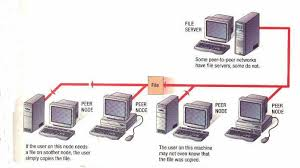 FILE
SERVER
Some peer-to-peer networks
have file servers, some do not.
File
PEER
NODE
PEER
NODE
PEER
NODE
PEER
NODE
If the user on this node needs
a file on another node, the user
simply copies the file.
The user on this machine
may not even know that
the file was copied.